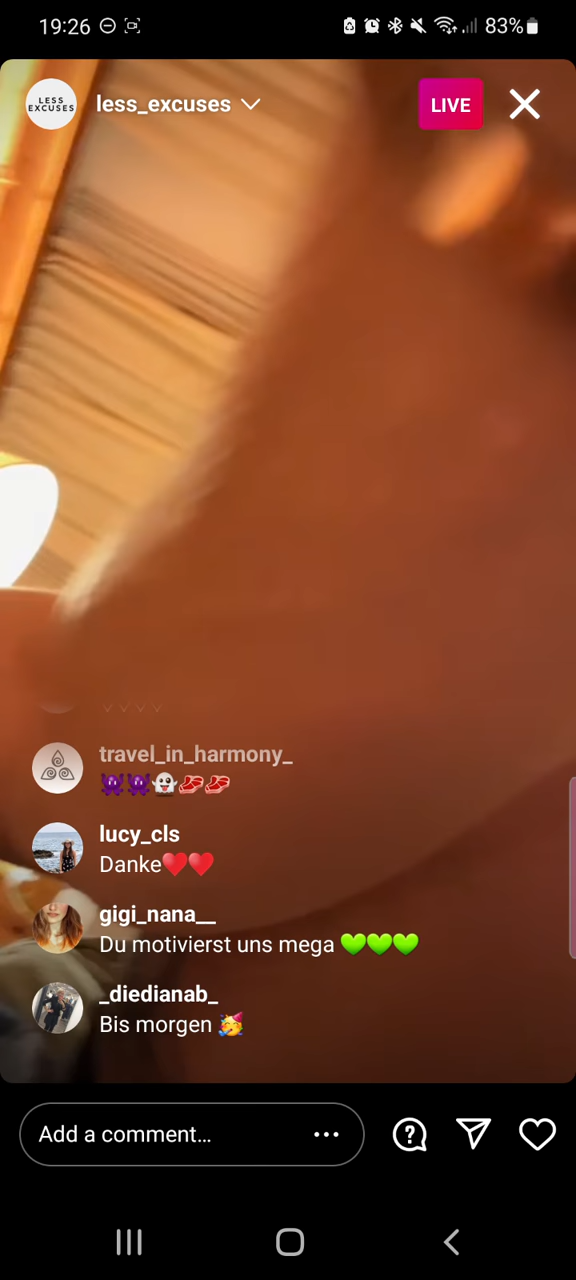 19:26
83%
LESS
EXCUSES
less_excuses
LIVE
travel_in_harmony_
👾👾👻🥩🥩
lucy_cls
Danke❤️❤️
gigi_nana__
Du motivierst uns mega 💚💚💚
_diedianab_
Bis morgen 🥳
Add a comment...